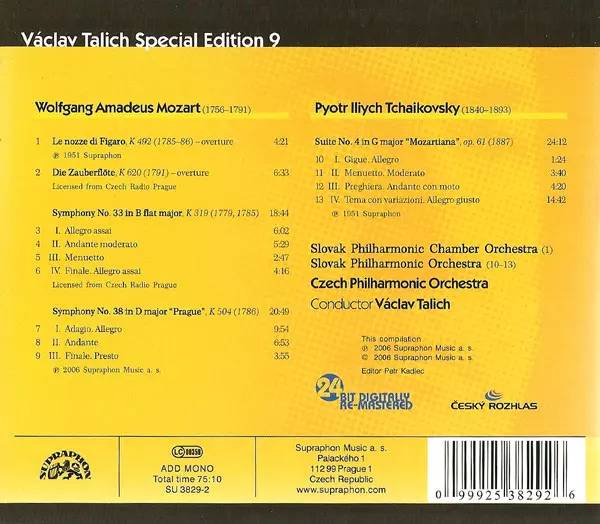 Václav Talich Special Edition 9
Wolfgang Amadeus Mozart (1756–1791)
1 Le nozze di Figaro, K 492 (1785–86) – overture 4:21
℗ 1951 Supraphon
2 Die Zauberflöte, K 620 (1791) – overture 6:33
Licensed from Czech Radio Prague
Symphony No. 33 in B flat major, K 319 (1779, 1785) 18:44
3 I. Allegro assai 6:02
4 II. Andante moderato 5:29
5 III. Menuetto 2:47
6 IV. Finale. Allegro assai 4:16
Licensed from Czech Radio Prague
Symphony No. 38 in D major "Prague", K 504 (1786) 20:49
7 I. Adagio. Allegro 9:54
8 II. Andante 6:53
9 III. Finale. Presto 3:55
℗ 2006 Supraphon Music a. s.
Pyotr Iliych Tchaikovsky (1840–1893)
Suite No. 4 in G major "Mozartiana", op. 61 (1887) 24:12
10 I. Gigue. Allegro 1:24
11 II. Menuetto. Moderato 3:40
12 III. Preghiera. Andante con moto 4:20
13 IV. Tema con variazioni. Allegro giusto 14:42
℗ 1951 Supraphon
Slovak Philharmonic Chamber Orchestra (1)
Slovak Philharmonic Orchestra (10–13)
Czech Philharmonic Orchestra
Conductor Václav Talich
This compilation
℗ 2006 Supraphon Music a. s.
© 2006 Supraphon Music a. s.
Editor Petr Kadlec
24 BIT DIGITALLY
RE-MASTERED
ČESKÝ ROZHLAS
SUPRAPHON
LC 00358
ADD MONO
Total time 75:10
SU 3829-2
Supraphon Music a. s.
Palackého 1
112 99 Prague 1
Czech Republic
www.supraphon.com
0 99925 38292 6